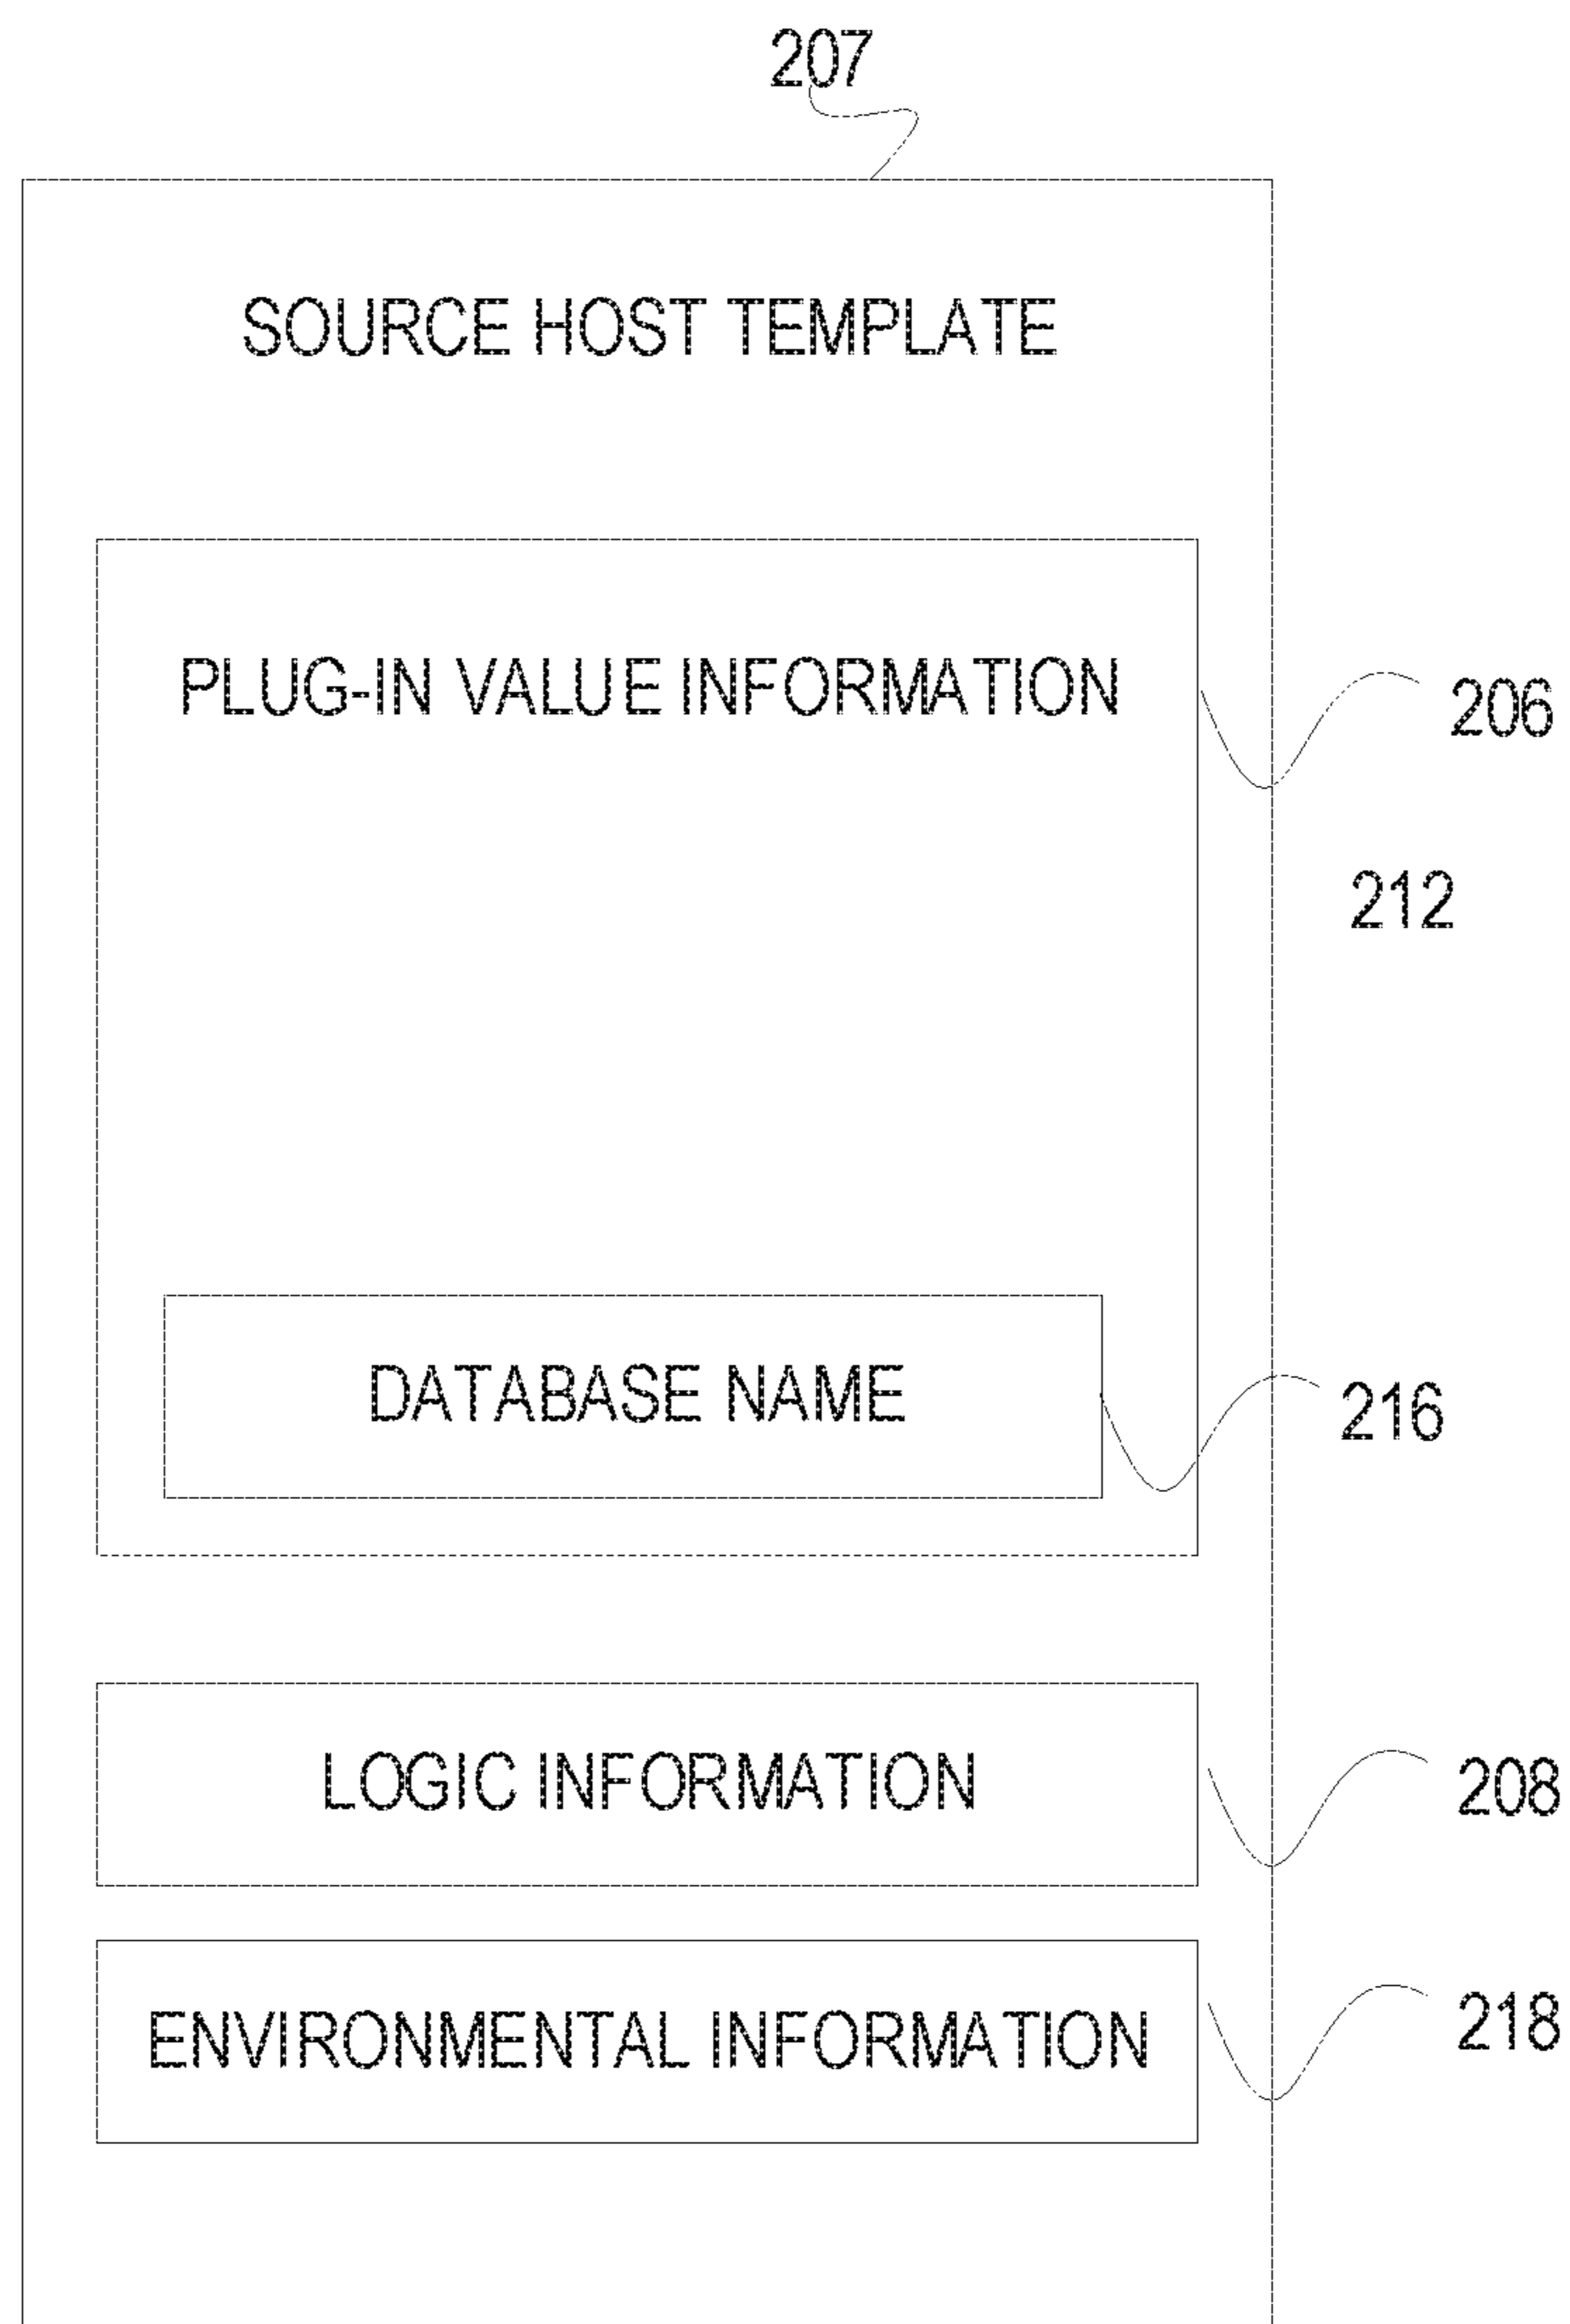 207
SOURCE HOST TEMPLATE
PLUG-IN VALUE INFORMATION
206
212
DATABASE NAME
216
LOGIC INFORMATION
208
ENVIRONMENTAL INFORMATION
218